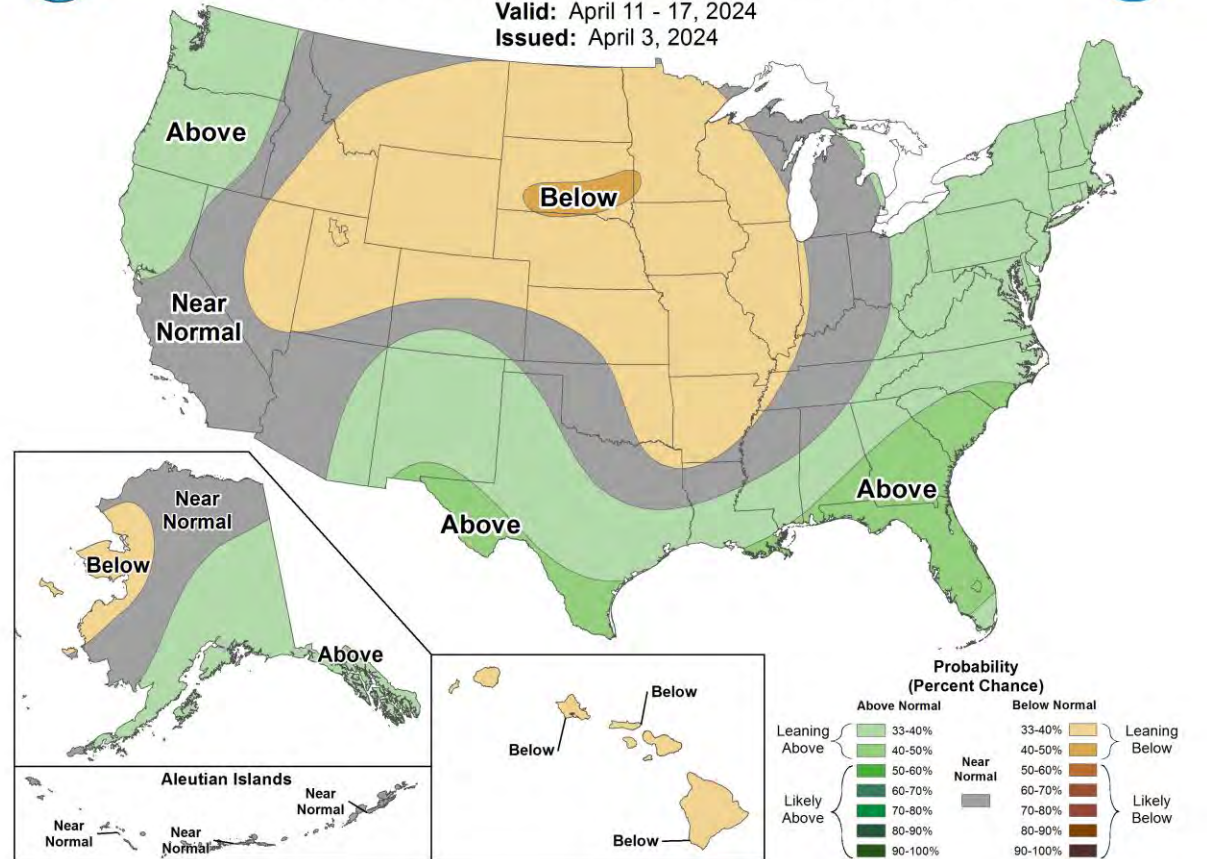 Valid: April 11 - 17, 2024
Issued: April 3, 2024
Above
Below
Near
Normal
Above
Above
Near
Normal
Below
Above
Aleutian Islands
Near
Normal
Near
Normal
Near
Normal
Below
Below
Below
Probability
(Percent Chance)
Above Normal
Below Normal
Leaning
Above
33-40%
40-50%
50-60%
60-70%
70-80%
80-90%
90-100%
Likely
Above
Near
Normal
33-40%
40-50%
50-60%
60-70%
70-80%
80-90%
90-100%
Leaning
Below
Likely
Below